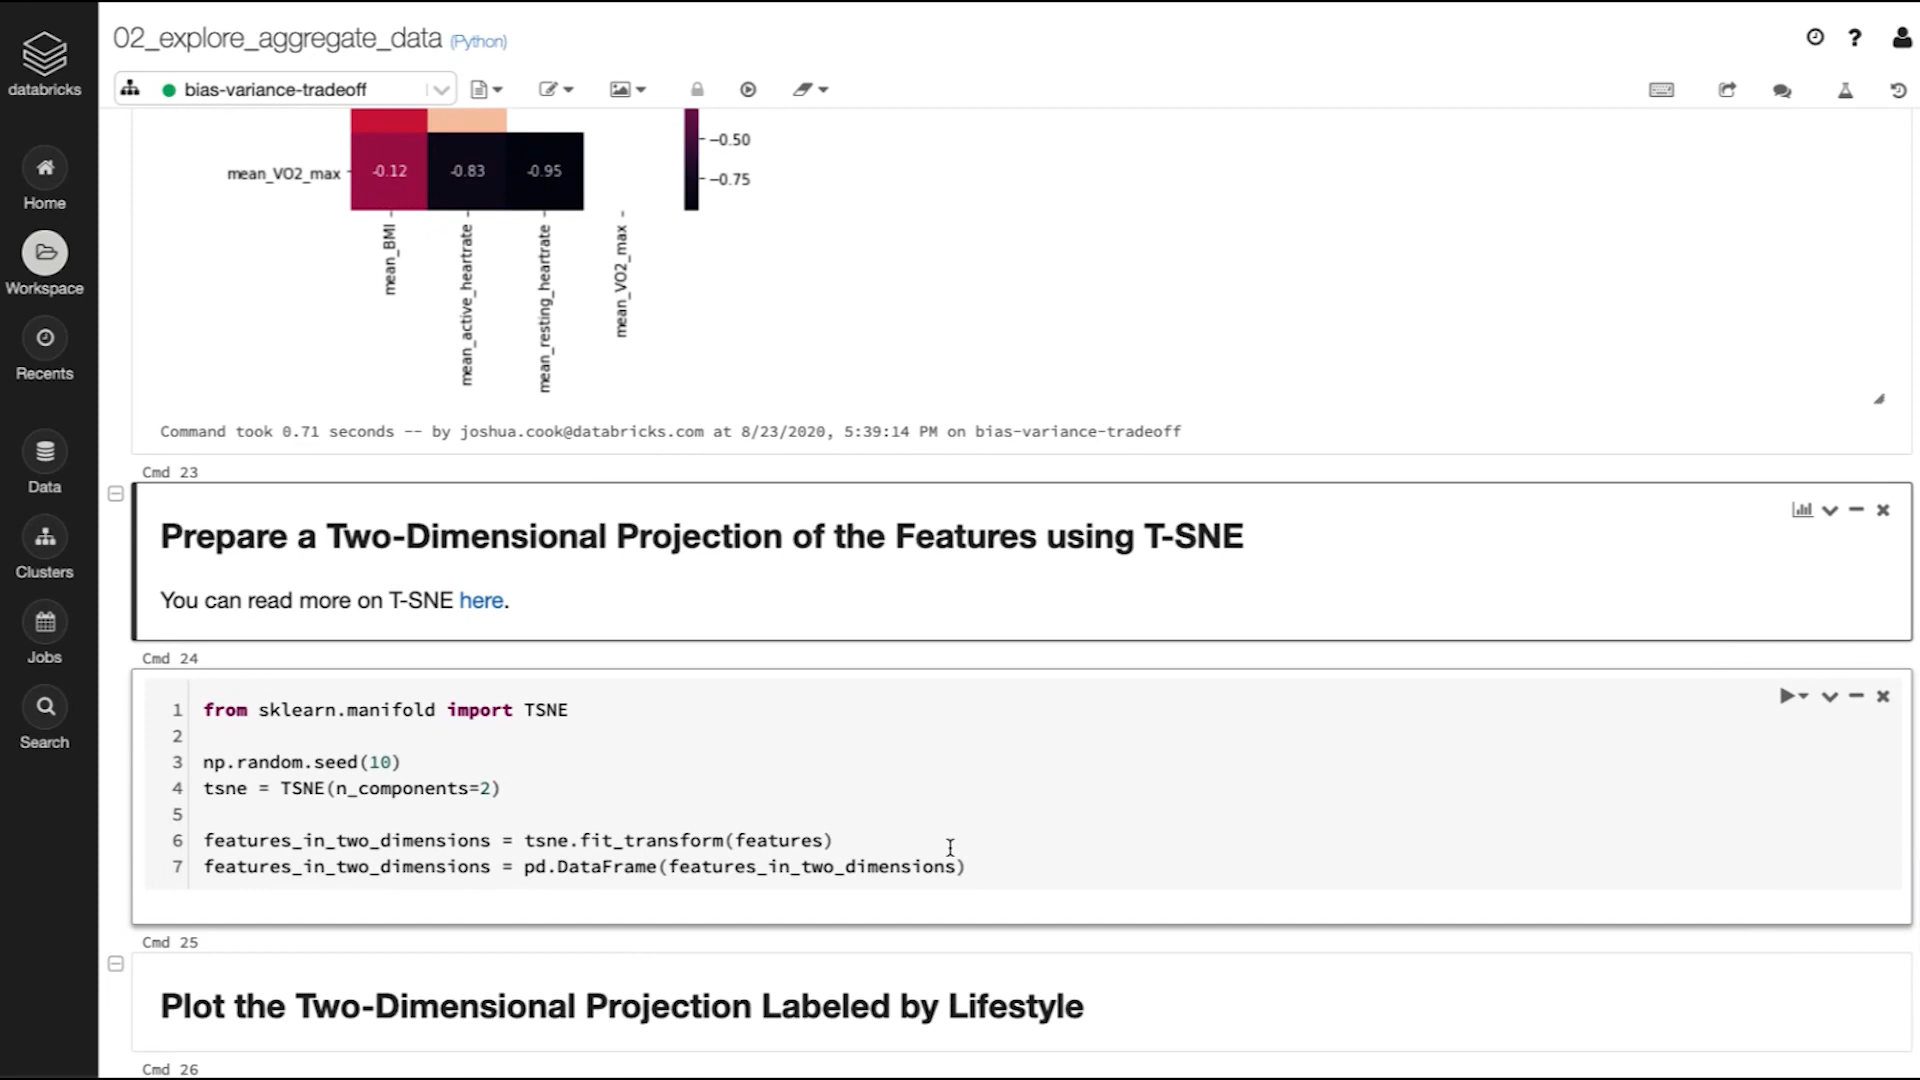 02_explore_aggregate_data (Python)
databricks
bias-variance-tradeoff
Home
Workspace
Recents
Data
Clusters
Jobs
Search
−0.50
mean_VO2_max
-0.12
-0.83
-0.95
−0.75
mean_BMI
mean_active_heartrate
mean_resting_heartrate
mean_VO2_max
Command took 0.71 seconds -- by joshua.cook@databricks.com at 8/23/2020, 5:39:14 PM on bias-variance-tradeoff
Cmd 23
Prepare a Two-Dimensional Projection of the Features using T-SNE
You can read more on T-SNE here.
Cmd 24
1 from sklearn.manifold import TSNE
2
3 np.random.seed(10)
4 tsne = TSNE(n_components=2)
5
6 features_in_two_dimensions = tsne.fit_transform(features)
7 features_in_two_dimensions = pd.DataFrame(features_in_two_dimensions)
Cmd 25
Plot the Two-Dimensional Projection Labeled by Lifestyle
Cmd 26